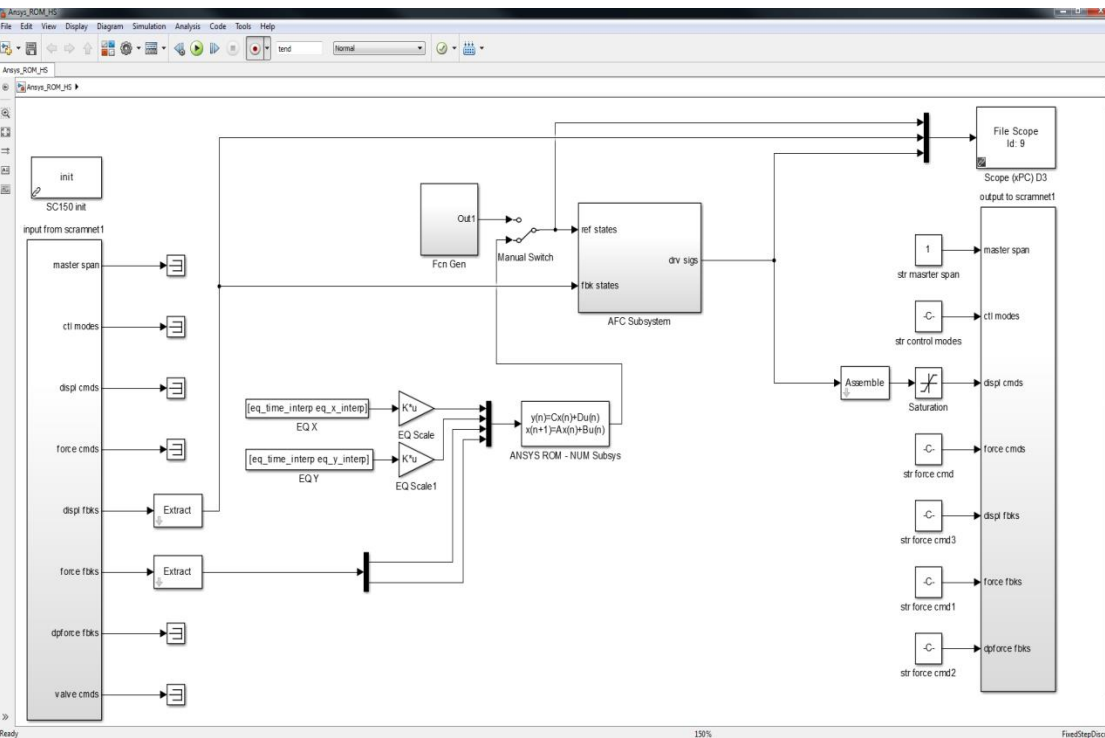 Ansys_ROM_HS
File Edit View Display Diagram Simulation Analysis Code Tools Help
tend Normal
Ansys_ROM_HS
Ansys_ROM_HS
init
SC150 init
input from scramnet1
master span
ctl modes
displ cmds
force cmds
displ fbks
force fbks
dpforce fbks
valve cmds
Extract
Extract
[eq_time_interp eq_x_interp]
EQ X
[eq_time_interp eq_y_interp]
EQ Y
K*u
EQ Scale
K*u
EQ Scale1
y(n)=Cx(n)+Du(n)
x(n+1)=Ax(n)+Bu(n)
ANSYS ROM - NUM Subsys
Out1
Fcn Gen
Manual Switch
ref states
fbk states
drv sigs
AFC Subsystem
File Scope
Id: 9
Scope (xPC) D3
output to scramnet1
1
str masrter span
-C-
str control modes
Assemble
Saturation
-C-
str force cmd
-C-
str force cmd3
-C-
str force cmd1
-C-
str force cmd2
master span
ctl modes
displ cmds
force cmds
displ fbks
force fbks
dpforce fbks
Ready
150%
FixedStepDisc